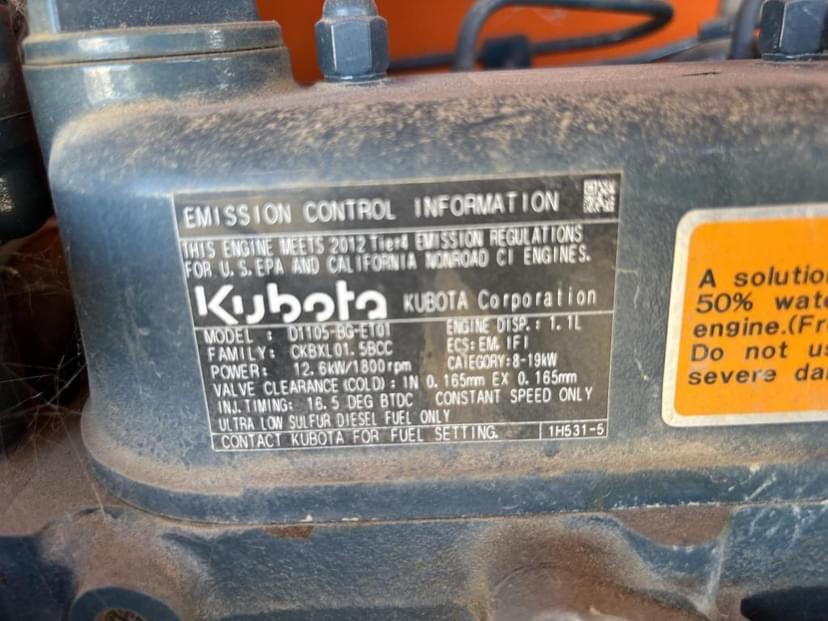 EMISSION CONTROL INFORMATION
THIS ENGINE MEETS 2012 Tier4 EMISSION REGULATIONS
FOR U.S. EPA AND CALIFORNIA NONROAD CI ENGINES.
Kubota KUBOTA Corporation
MODEL : D1105-BG-ET01 ENGINE DISP.: 1.1L
FAMILY: CKBXL01.5BCC ECS: EM, IFI
POWER: 12.6kW/1800rpm CATEGORY:8-19kW
VALVE CLEARANCE (COLD) : IN 0.165mm EX 0.165mm
INJ.TIMING: 16.5 DEG BTDC CONSTANT SPEED ONLY
ULTRA LOW SULFUR DIESEL FUEL ONLY
CONTACT KUBOTA FOR FUEL SETTING. 1H531-5
A solutio
50% wate
engine.(Fr
Do not us
severe da